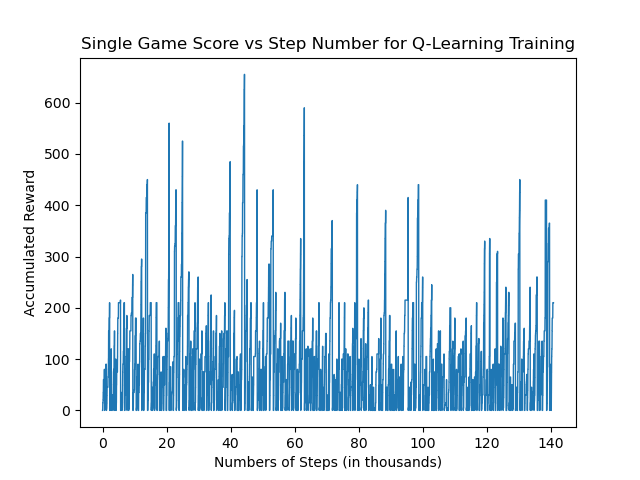 Single Game Score vs Step Number for Q-Learning Training
600
500
400
300
200
100
0
Accumulated Reward
0 20 40 60 80 100 120 140
Numbers of Steps (in thousands)